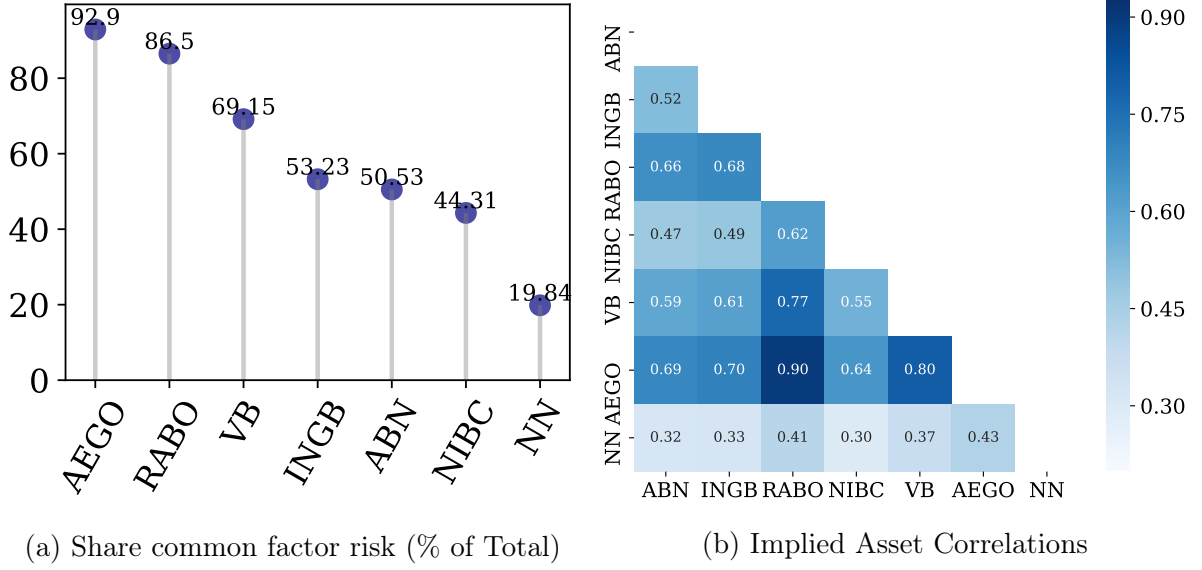 92.9
86.5
69.15
53.23
50.53
44.31
19.84
80
60
40
20
0
AEGO
RABO
VB
INGB
ABN
NIBC
NN
(a) Share common factor risk (% of Total)
ABN
INGB 0.52
RABO 0.66 0.68
NIBC 0.47 0.49 0.62
VB 0.59 0.61 0.77 0.55
AEGO 0.69 0.70 0.90 0.64 0.80
NN 0.32 0.33 0.41 0.30 0.37 0.43
ABN INGB RABO NIBC VB AEGO NN
0.90
0.75
0.60
0.45
0.30
(b) Implied Asset Correlations